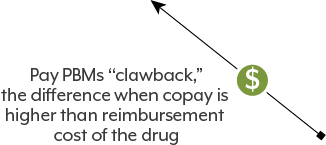 $
Pay PBMs “clawback,”
the difference when copay is
higher than reimbursement
cost of the drug